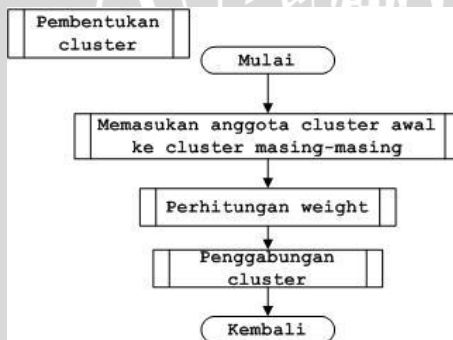 Pembentukan
cluster
Mulai
Memasukan anggota cluster awal
ke cluster masing-masing
Perhitungan weight
Penggabungan
cluster
Kembali